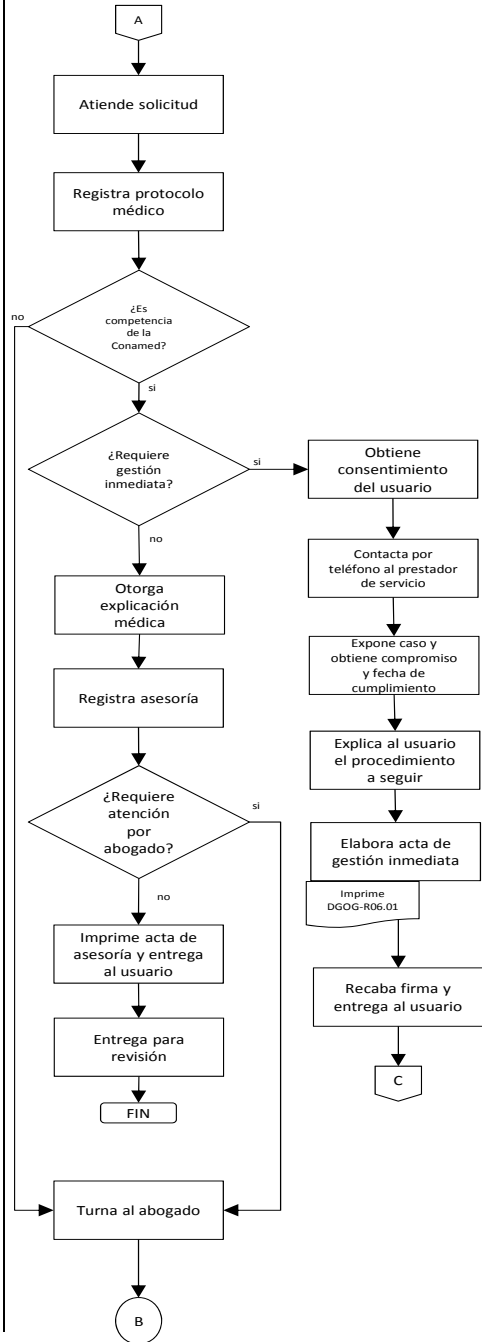 A
Atiende solicitud
Registra protocolo
médico
¿Es
competencia
de la
Conamed?
no
si
¿Requiere
gestión
inmediata?
si
no
Otorga
explicación
médica
Registra asesoría
¿Requiere
atención
por
abogado?
si
no
Imprime acta de
asesoría y entrega
al usuario
Entrega para
revisión
FIN
Turna al abogado
B
Obtiene
consentimiento
del usuario
Contacta por
teléfono al prestador
de servicio
Expone caso y
obtiene compromiso
y fecha de
cumplimiento
Explica al usuario
el procedimiento
a seguir
Elabora acta de
gestión inmediata
Imprime
DGOG-R06.01
Recaba firma y
entrega al usuario
C